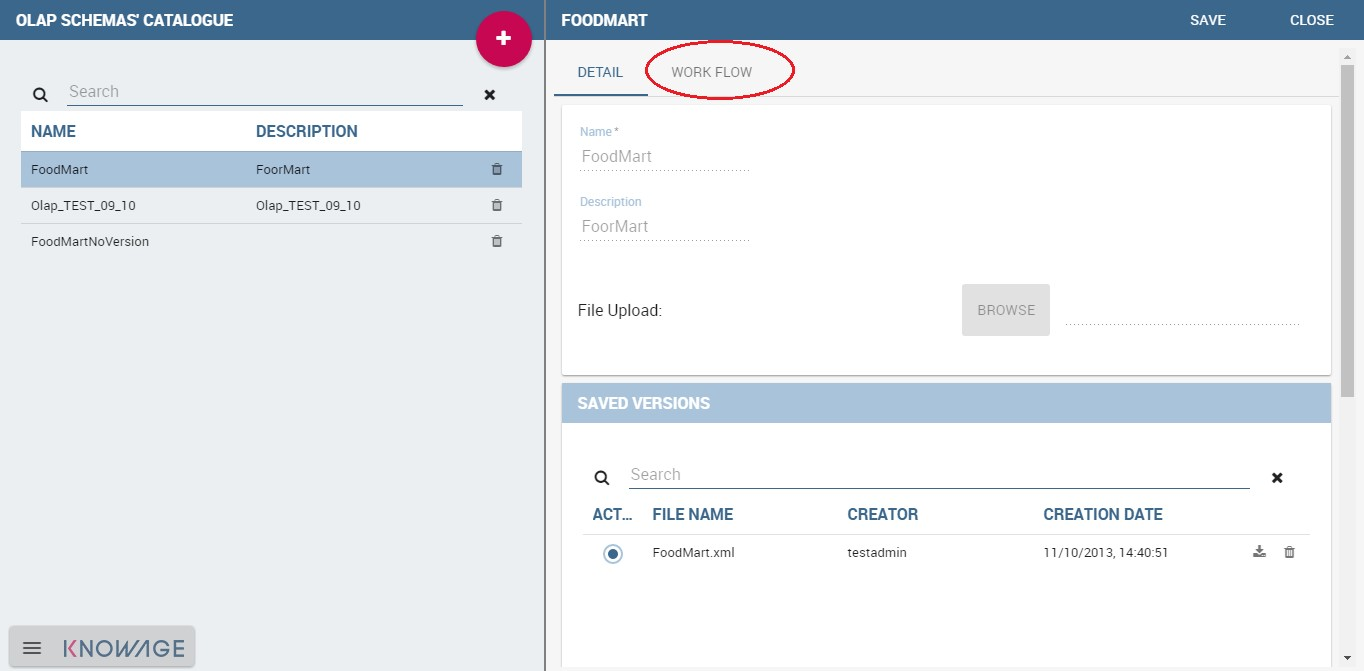 OLAP SCHEMAS' CATALOGUE
+
Search
NAME DESCRIPTION
FoodMart FoorMart
Olap_TEST_09_10 Olap_TEST_09_10
FoodMartNoVersion
KNOWAGE
FOODMART SAVE CLOSE
DETAIL WORK FLOW
Name*
FoodMart
Description
FoorMart
File Upload: BROWSE
SAVED VERSIONS
Search
ACT... FILE NAME CREATOR CREATION DATE
FoodMart.xml testadmin 11/10/2013, 14:40:51